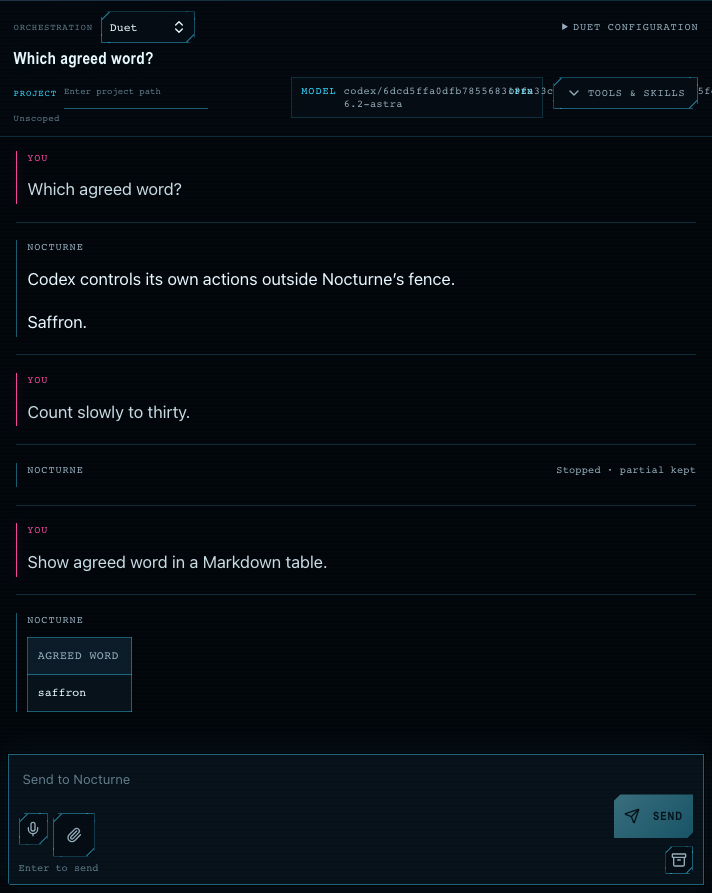 ORCHESTRATION Duet DUET CONFIGURATION
Which agreed word?
PROJECT Enter project path
MODEL codex/6dcd5ffa0dfb7855683
6.2-astra
TOOLS & SKILLS
Unscoped
YOU
Which agreed word?
NOCTURNE
Codex controls its own actions outside Nocturne’s fence.
Saffron.
YOU
Count slowly to thirty.
NOCTURNE Stopped · partial kept
YOU
Show agreed word in a Markdown table.
NOCTURNE
AGREED WORD
saffron
Send to Nocturne
SEND
Enter to send